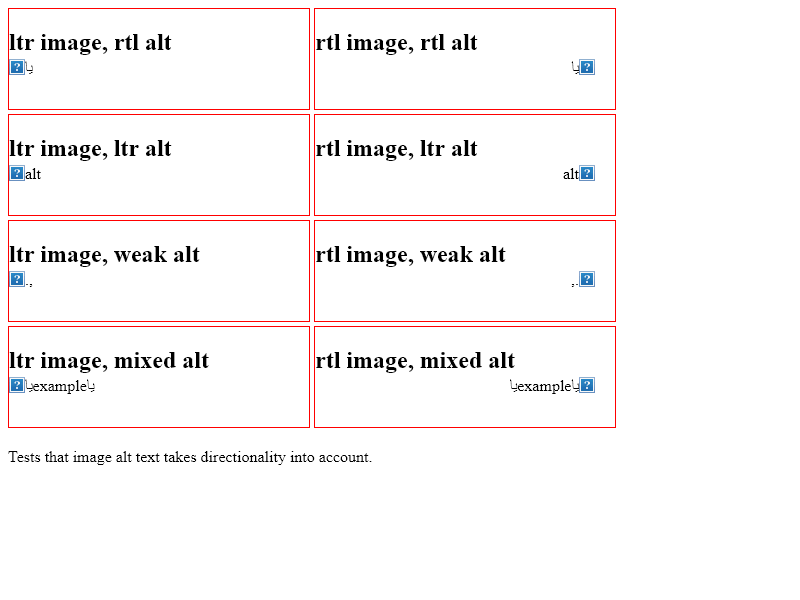 ltr image, rtl alt
يا
rtl image, rtl alt
يا
ltr image, ltr alt
alt
rtl image, ltr alt
alt
ltr image, weak alt
.,
rtl image, weak alt
.,
ltr image, mixed alt
ياexampleيا
rtl image, mixed alt
ياexampleيا
Tests that image alt text takes directionality into account.